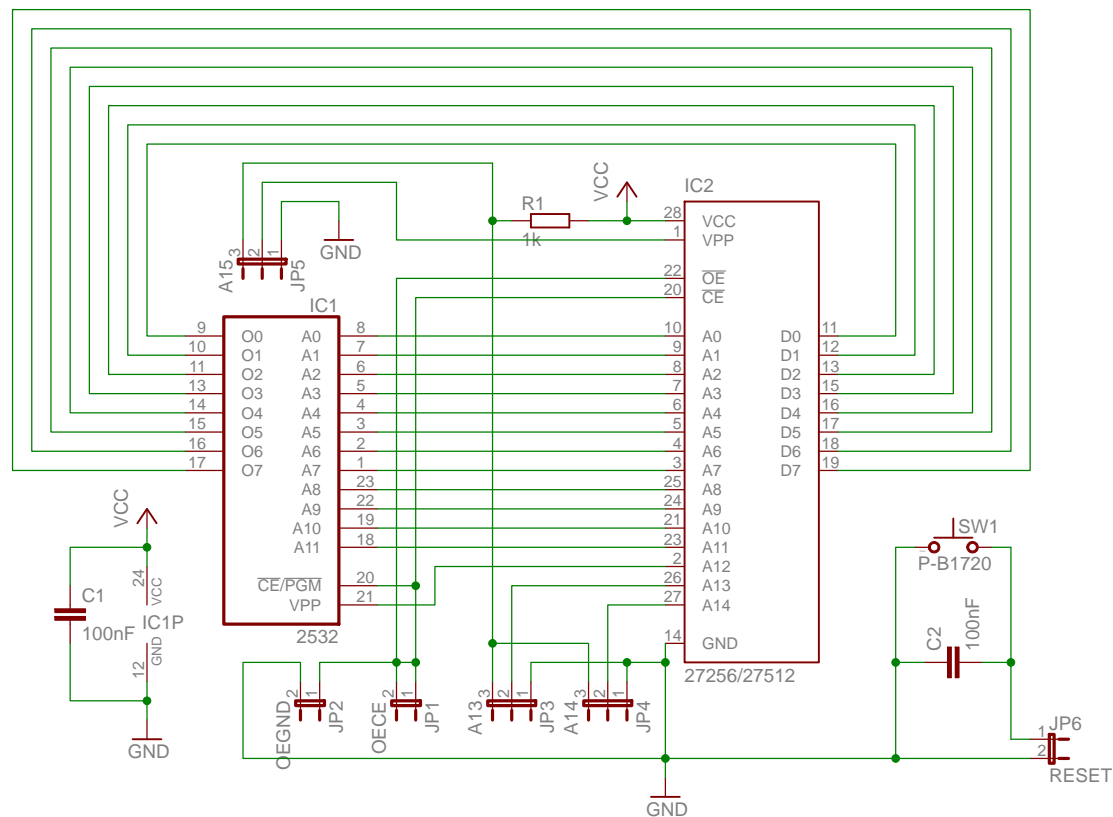 IC2
VCC
R1
1k
28 VCC
1 VPP
22 OE
20 CE
GND
A15
3
2
1
JP5
IC1
9 O0 A0 8
10 O1 A1 7
11 O2 A2 6
13 O3 A3 5
14 O4 A4 4
15 O5 A5 3
16 O6 A6 2
17 O7 A7 1
A8 23
A9 22
A10 19
A11 18
CE/PGM 20
VPP 21
2532
10 A0 D0 11
9 A1 D1 12
8 A2 D2 13
7 A3 D3 15
6 A4 D4 16
5 A5 D5 17
4 A6 D6 18
3 A7 D7 19
25 A8
24 A9
21 A10
23 A11
2 A12
26 A13
27 A14
14 GND
27256/27512
VCC
24
VCC
C1
100nF
IC1P
12
GND
GND
SW1
P-B1720
C2
100nF
OEGND
2
1
JP2
OECE
2
1
JP1
A13
3
2
1
JP3
A14
3
2
1
JP4
GND
JP6
1
2
RESET